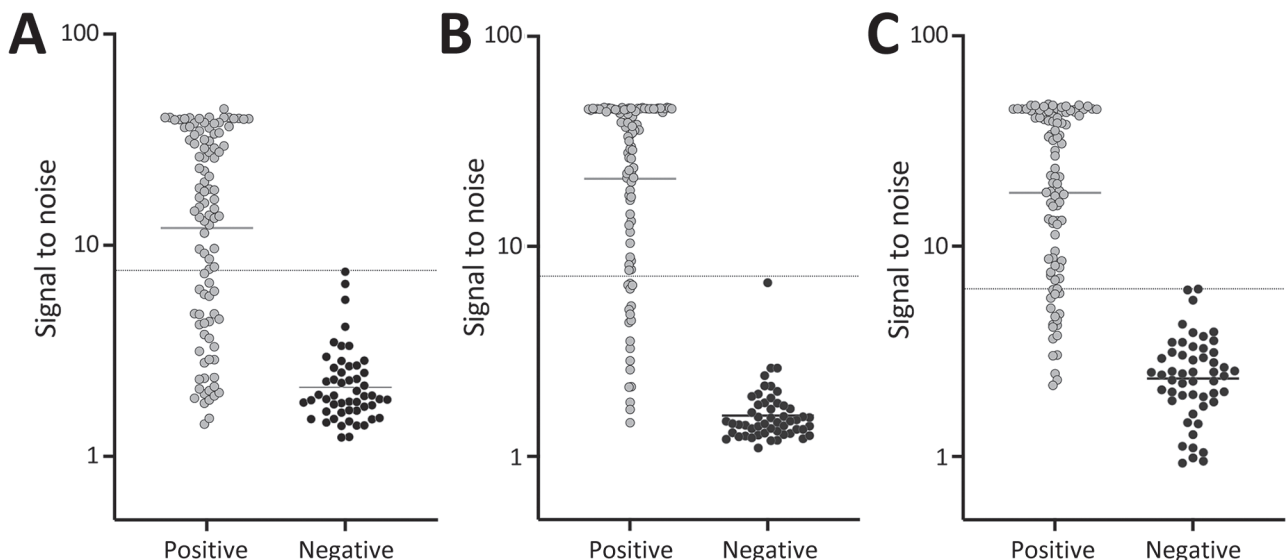 A
100
10
1
Signal to noise
Positive Negative
B
100
10
1
Signal to noise
Positive Negative
C
100
10
1
Signal to noise
Positive Negative